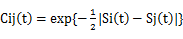 Cij(t) = exp{−½|Si(t) − Sj(t)|}